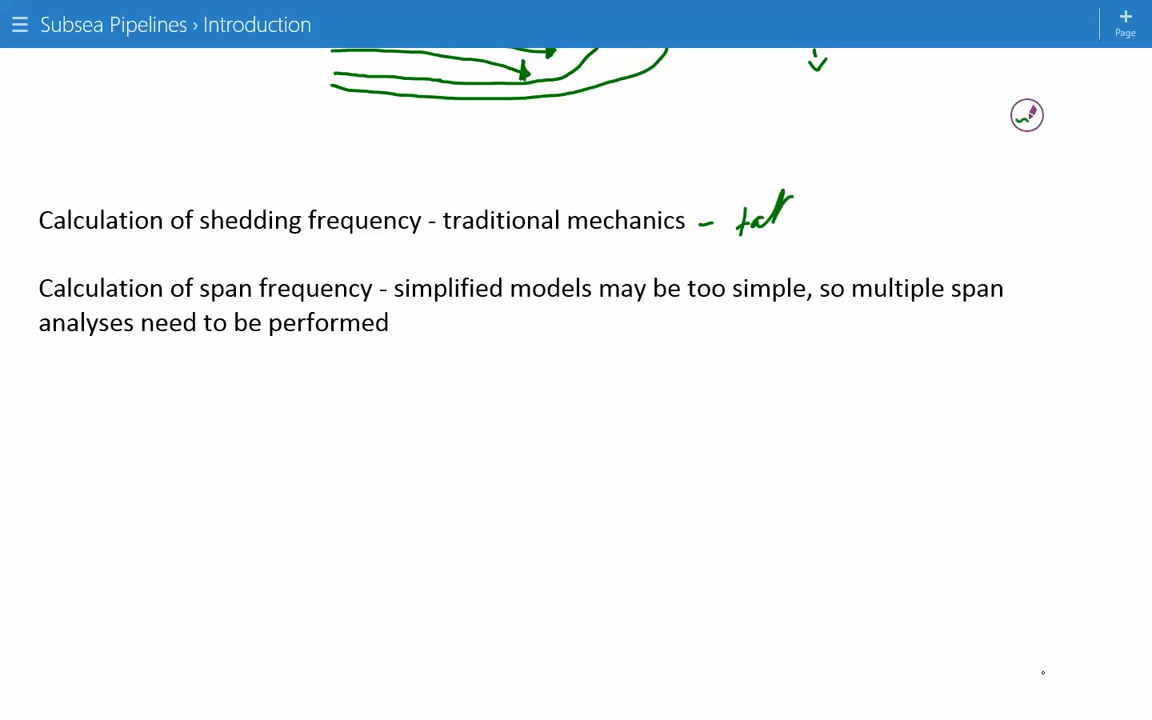 Subsea Pipelines › Introduction
Page
Calculation of shedding frequency - traditional mechanics -
Calculation of span frequency - simplified models may be too simple, so multiple span
analyses need to be performed